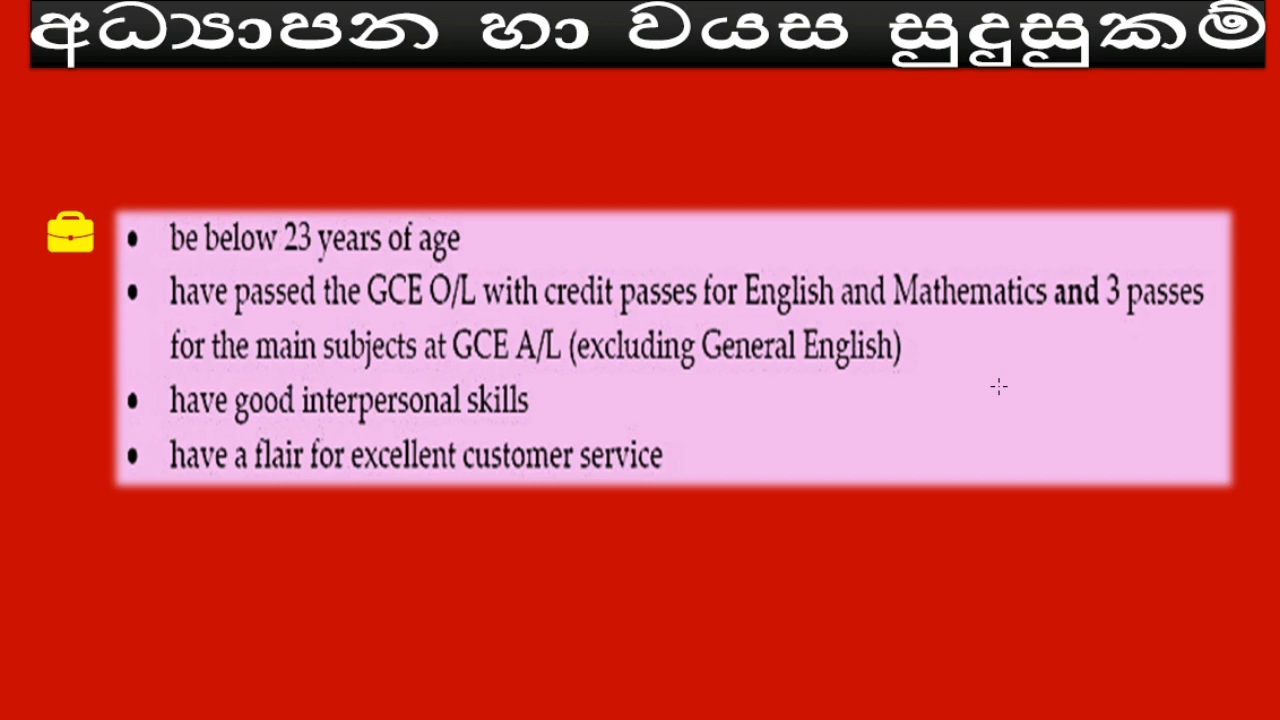 අධ්‍යාපන හා වයස සුදුසුකම්
• be below 23 years of age
• have passed the GCE O/L with credit passes for English and Mathematics and 3 passes
for the main subjects at GCE A/L (excluding General English)
• have good interpersonal skills
• have a flair for excellent customer service